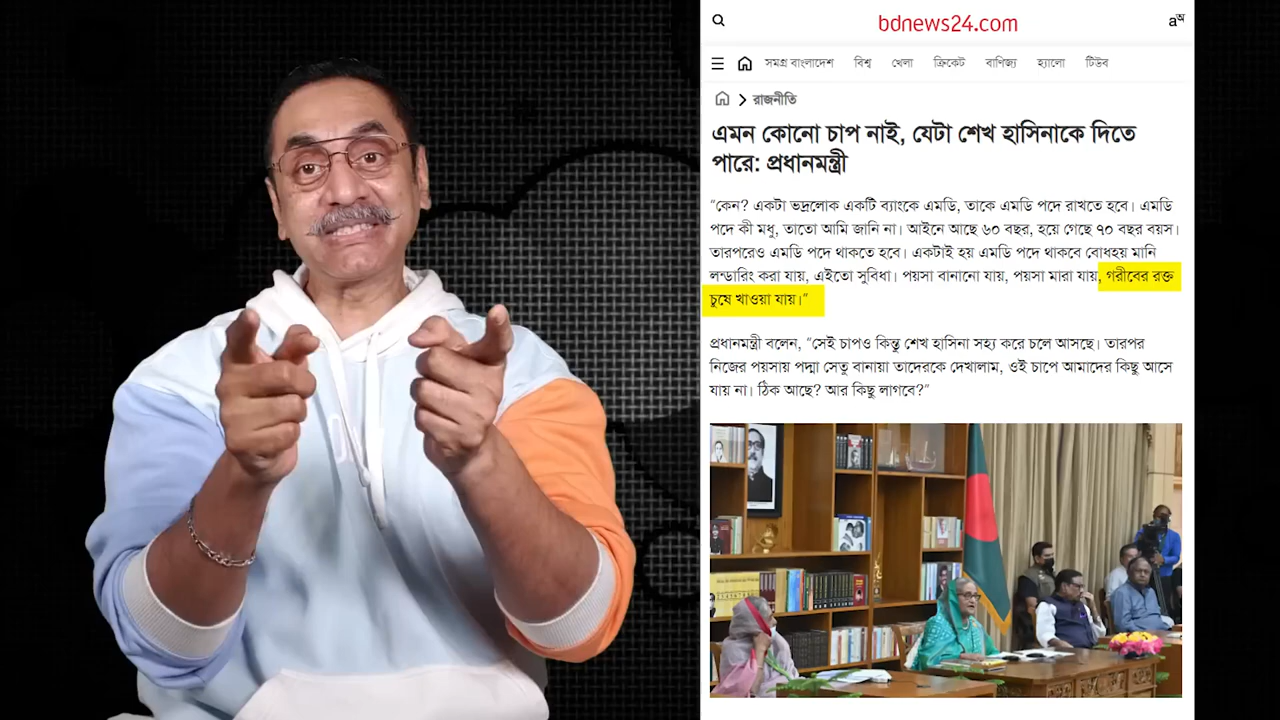 bdnews24.com
aঅ
সমগ্র বাংলাদেশ বিশ্ব খেলা ক্রিকেট বাণিজ্য হ্যালো টিউব
রাজনীতি
এমন কোনো চাপ নাই, যেটা শেখ হাসিনাকে দিতে
পারে: প্রধানমন্ত্রী
“কেন? একটা ভদ্রলোক একটি ব্যাংকে এমডি, তাকে এমডি পদে রাখতে হবে। এমডি
পদে কী মধু, তাতো আমি জানি না। আইনে আছে ৬০ বছর, হয়ে গেছে ৭০ বছর বয়স।
তারপরেও এমডি পদে থাকতে হবে। একটাই হয় এমডি পদে থাকবে বোধহয় মানি
লন্ডারিং করা যায়, এইতো সুবিধা। পয়সা বানানো যায়, পয়সা মারা যায়, গরীবের রক্ত
চুষে খাওয়া যায়।”
প্রধানমন্ত্রী বলেন, “সেই চাপও কিন্তু শেখ হাসিনা সহ্য করে চলে আসছে। তারপর
নিজের পয়সায় পদ্মা সেতু বানায়া তাদেরকে দেখালাম, ওই চাপে আমাদের কিছু আসে
যায় না। ঠিক আছে? আর কিছু লাগবে?”